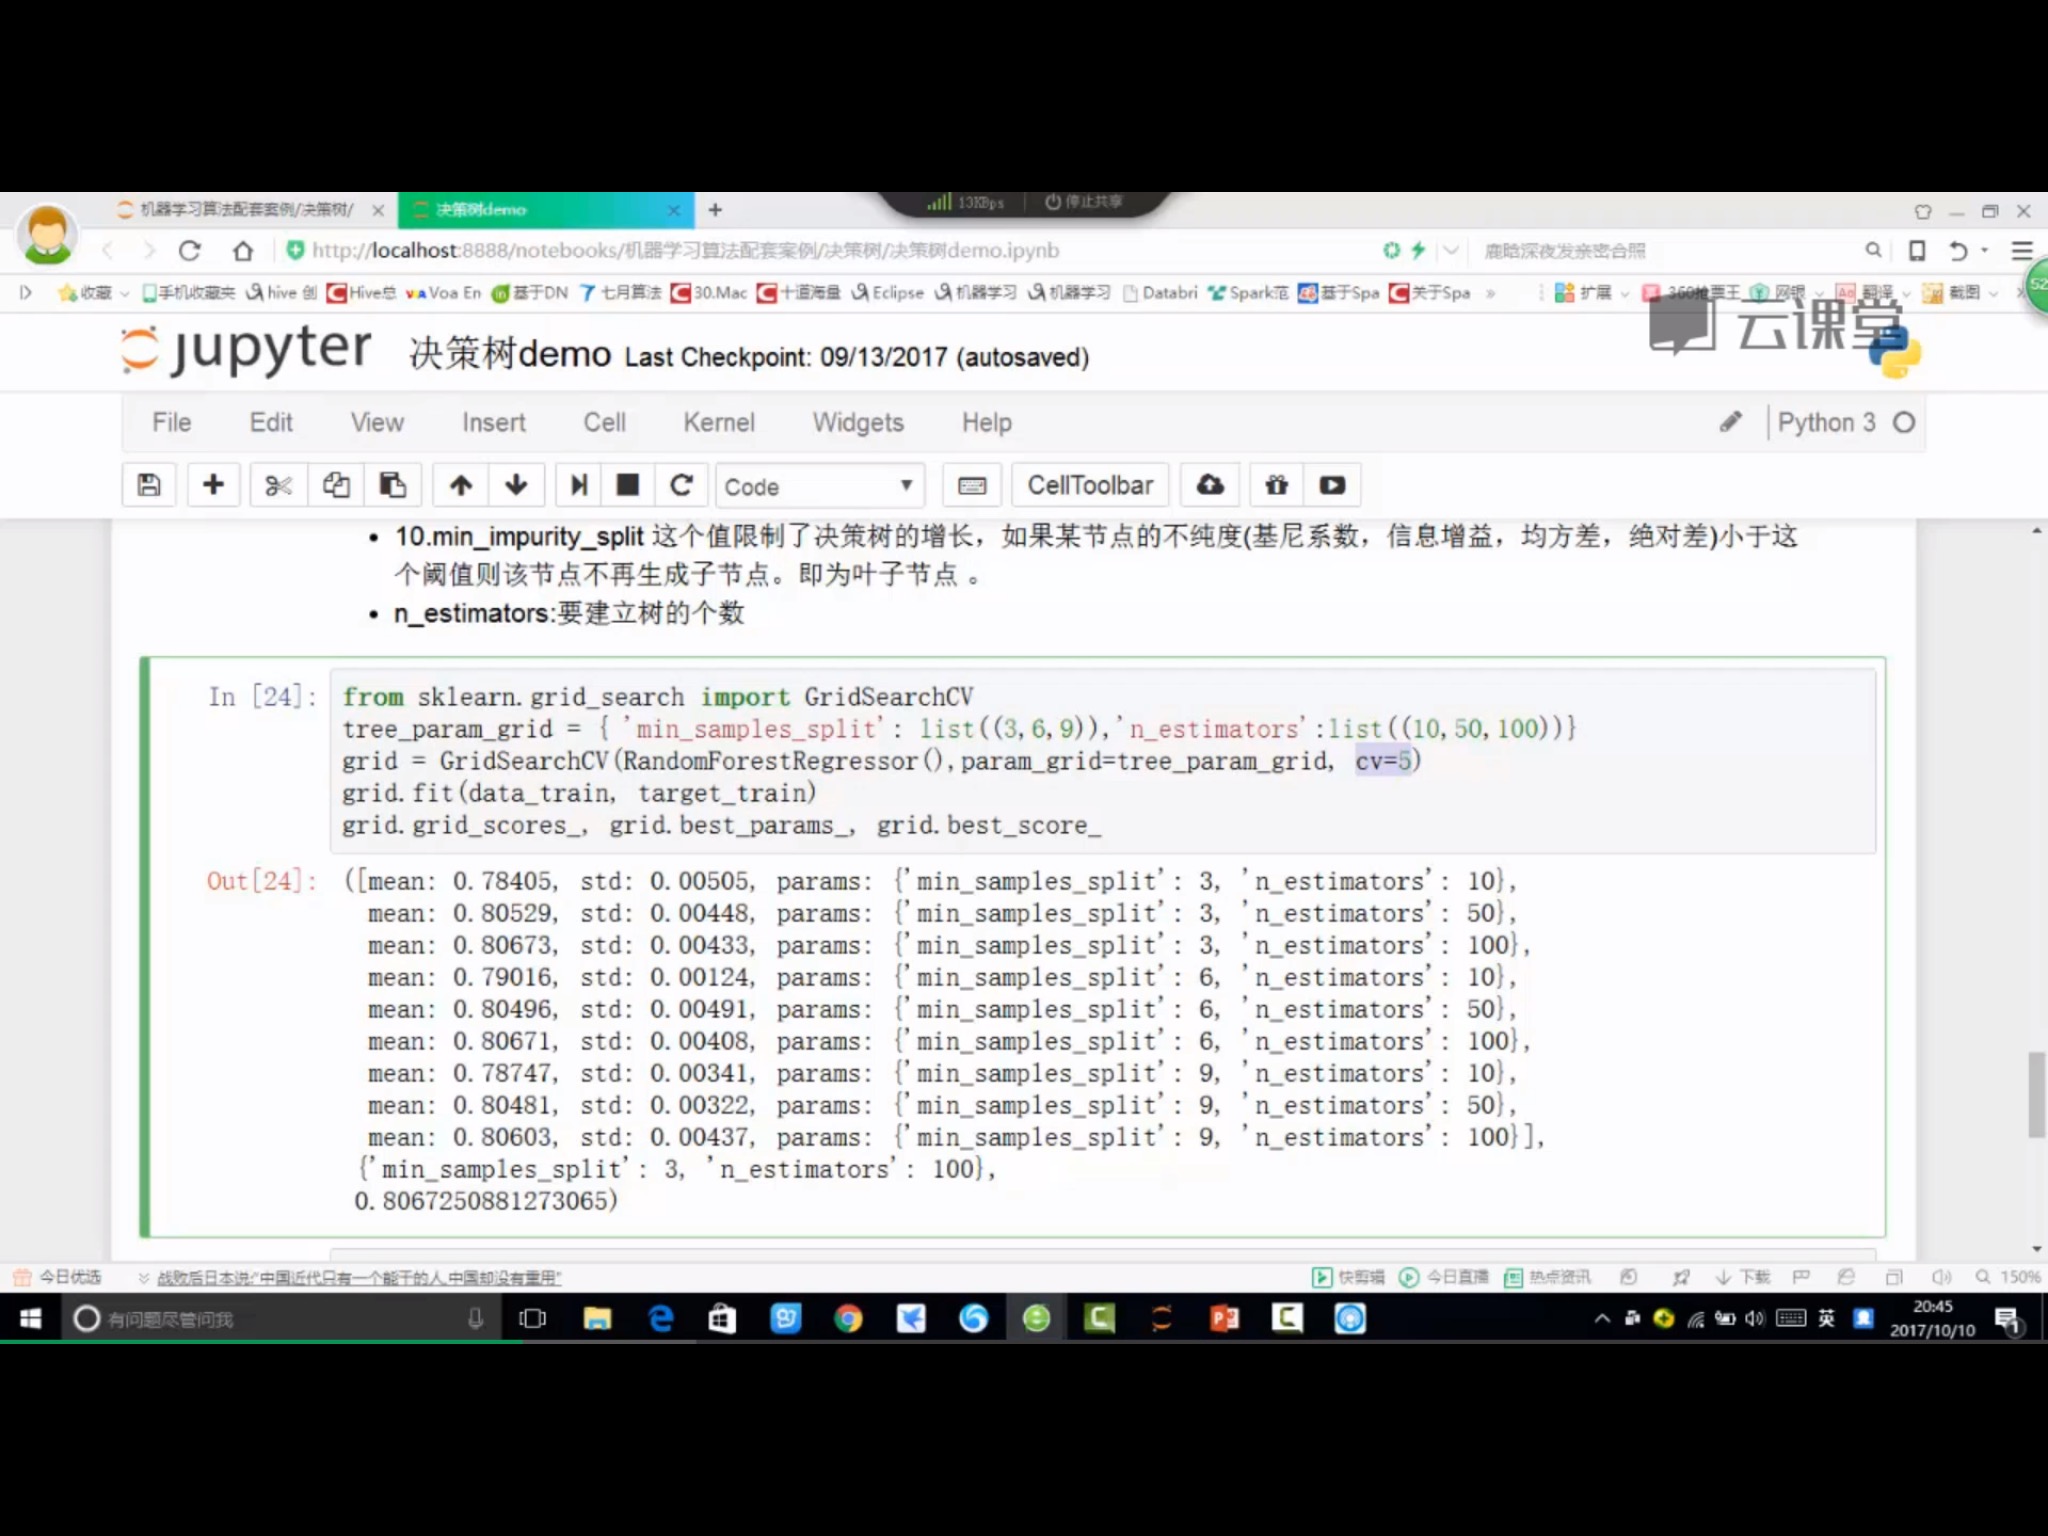 13KBps 停止共享
机器学习算法配套案例/决策树/ 决策树demo
http://localhost:8888/notebooks/机器学习算法配套案例/决策树/决策树demo.ipynb 鹿晗深夜发亲密合照
收藏 手机收藏夹 hive 创 Hive总 Voa En 基于DN 七月算法 30.Mac 十道海量 Eclipse 机器学习 机器学习 Databri Spark范 基于Spa 关于Spa » 扩展 360抢票王 网银 翻译 截图
52
云课堂
jupyter 决策树demo Last Checkpoint: 09/13/2017 (autosaved)
File Edit View Insert Cell Kernel Widgets Help Python 3
Code CellToolbar
10.min_impurity_split 这个值限制了决策树的增长，如果某节点的不纯度(基尼系数，信息增益，均方差，绝对差)小于这
个阈值则该节点不再生成子节点。即为叶子节点 。
n_estimators:要建立树的个数
In [24]: from sklearn.grid_search import GridSearchCV
tree_param_grid = { 'min_samples_split': list((3,6,9)),'n_estimators':list((10,50,100))}
grid = GridSearchCV(RandomForestRegressor(),param_grid=tree_param_grid, cv=5)
grid.fit(data_train, target_train)
grid.grid_scores_, grid.best_params_, grid.best_score_
Out[24]: ([mean: 0.78405, std: 0.00505, params: {'min_samples_split': 3, 'n_estimators': 10},
mean: 0.80529, std: 0.00448, params: {'min_samples_split': 3, 'n_estimators': 50},
mean: 0.80673, std: 0.00433, params: {'min_samples_split': 3, 'n_estimators': 100},
mean: 0.79016, std: 0.00124, params: {'min_samples_split': 6, 'n_estimators': 10},
mean: 0.80496, std: 0.00491, params: {'min_samples_split': 6, 'n_estimators': 50},
mean: 0.80671, std: 0.00408, params: {'min_samples_split': 6, 'n_estimators': 100},
mean: 0.78747, std: 0.00341, params: {'min_samples_split': 9, 'n_estimators': 10},
mean: 0.80481, std: 0.00322, params: {'min_samples_split': 9, 'n_estimators': 50},
mean: 0.80603, std: 0.00437, params: {'min_samples_split': 9, 'n_estimators': 100}],
{'min_samples_split': 3, 'n_estimators': 100},
0.8067250881273065)
今日优选 战败后日本说:"中国近代只有一个能干的人,中国却没有重用" 快剪辑 今日直播 热点资讯 下载 150%
有问题尽管问我 英 20:45
2017/10/10